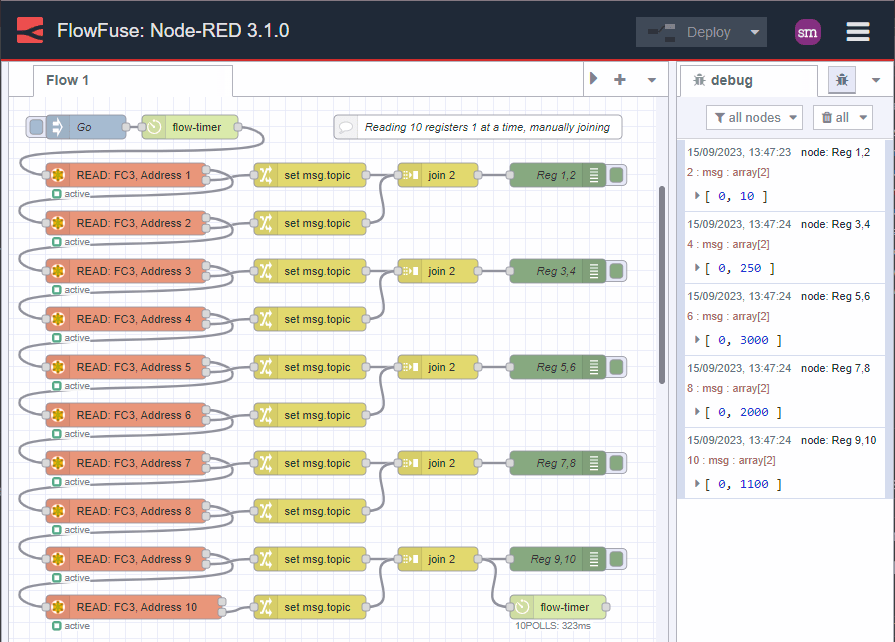 FlowFuse: Node-RED 3.1.0
Deploy
sm
Flow 1
debug
all nodes
all
Go
flow-timer
Reading 10 registers 1 at a time, manually joining
READ: FC3, Address 1
set msg.topic
join 2
Reg 1,2
active
READ: FC3, Address 2
set msg.topic
active
READ: FC3, Address 3
set msg.topic
join 2
Reg 3,4
active
READ: FC3, Address 4
set msg.topic
active
READ: FC3, Address 5
set msg.topic
join 2
Reg 5,6
active
READ: FC3, Address 6
set msg.topic
active
READ: FC3, Address 7
set msg.topic
join 2
Reg 7,8
active
READ: FC3, Address 8
set msg.topic
active
READ: FC3, Address 9
set msg.topic
join 2
Reg 9,10
active
READ: FC3, Address 10
set msg.topic
flow-timer
active
10POLLS: 323ms
15/09/2023, 13:47:23 node: Reg 1,2
2 : msg : array[2]
[ 0, 10 ]
15/09/2023, 13:47:24 node: Reg 3,4
4 : msg : array[2]
[ 0, 250 ]
15/09/2023, 13:47:24 node: Reg 5,6
6 : msg : array[2]
[ 0, 3000 ]
15/09/2023, 13:47:24 node: Reg 7,8
8 : msg : array[2]
[ 0, 2000 ]
15/09/2023, 13:47:24 node: Reg 9,10
10 : msg : array[2]
[ 0, 1100 ]